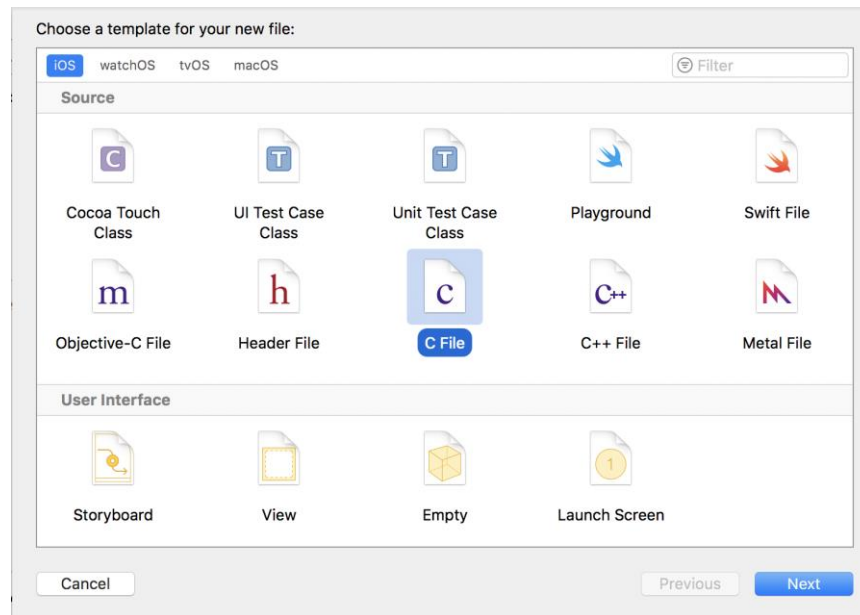 Choose a template for your new file:
iOS watchOS tvOS macOS Filter
Source
C T T
Cocoa Touch Class UI Test Case Class Unit Test Case Class Playground Swift File
m h c C++
Objective-C File Header File C File C++ File Metal File
User Interface
1
Storyboard View Empty Launch Screen
Cancel Previous Next